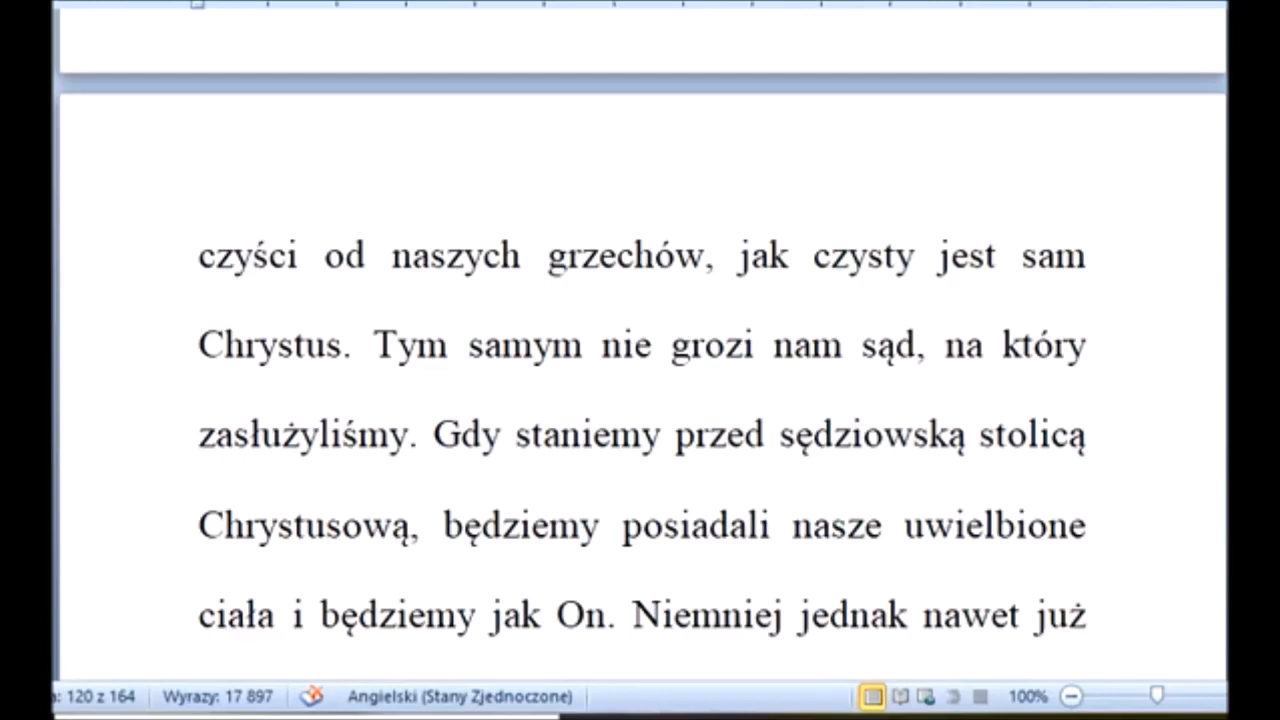 czyści od naszych grzechów, jak czysty jest sam
Chrystus. Tym samym nie grozi nam sąd, na który
zasłużyliśmy. Gdy staniemy przed sędziowską stolicą
Chrystusową, będziemy posiadali nasze uwielbione
ciała i będziemy jak On. Niemniej jednak nawet już
: 120 z 164 Wyrazy: 17 897 Angielski (Stany Zjednoczone) 100%